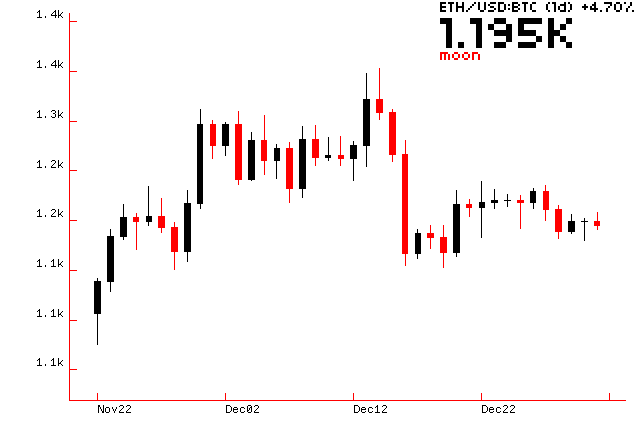 ETH/USD:BTC (1d) +4.70%
1.195K
moon
1.4k
1.4k
1.3k
1.2k
1.2k
1.1k
1.1k
1.1k
Nov22 Dec02 Dec12 Dec22